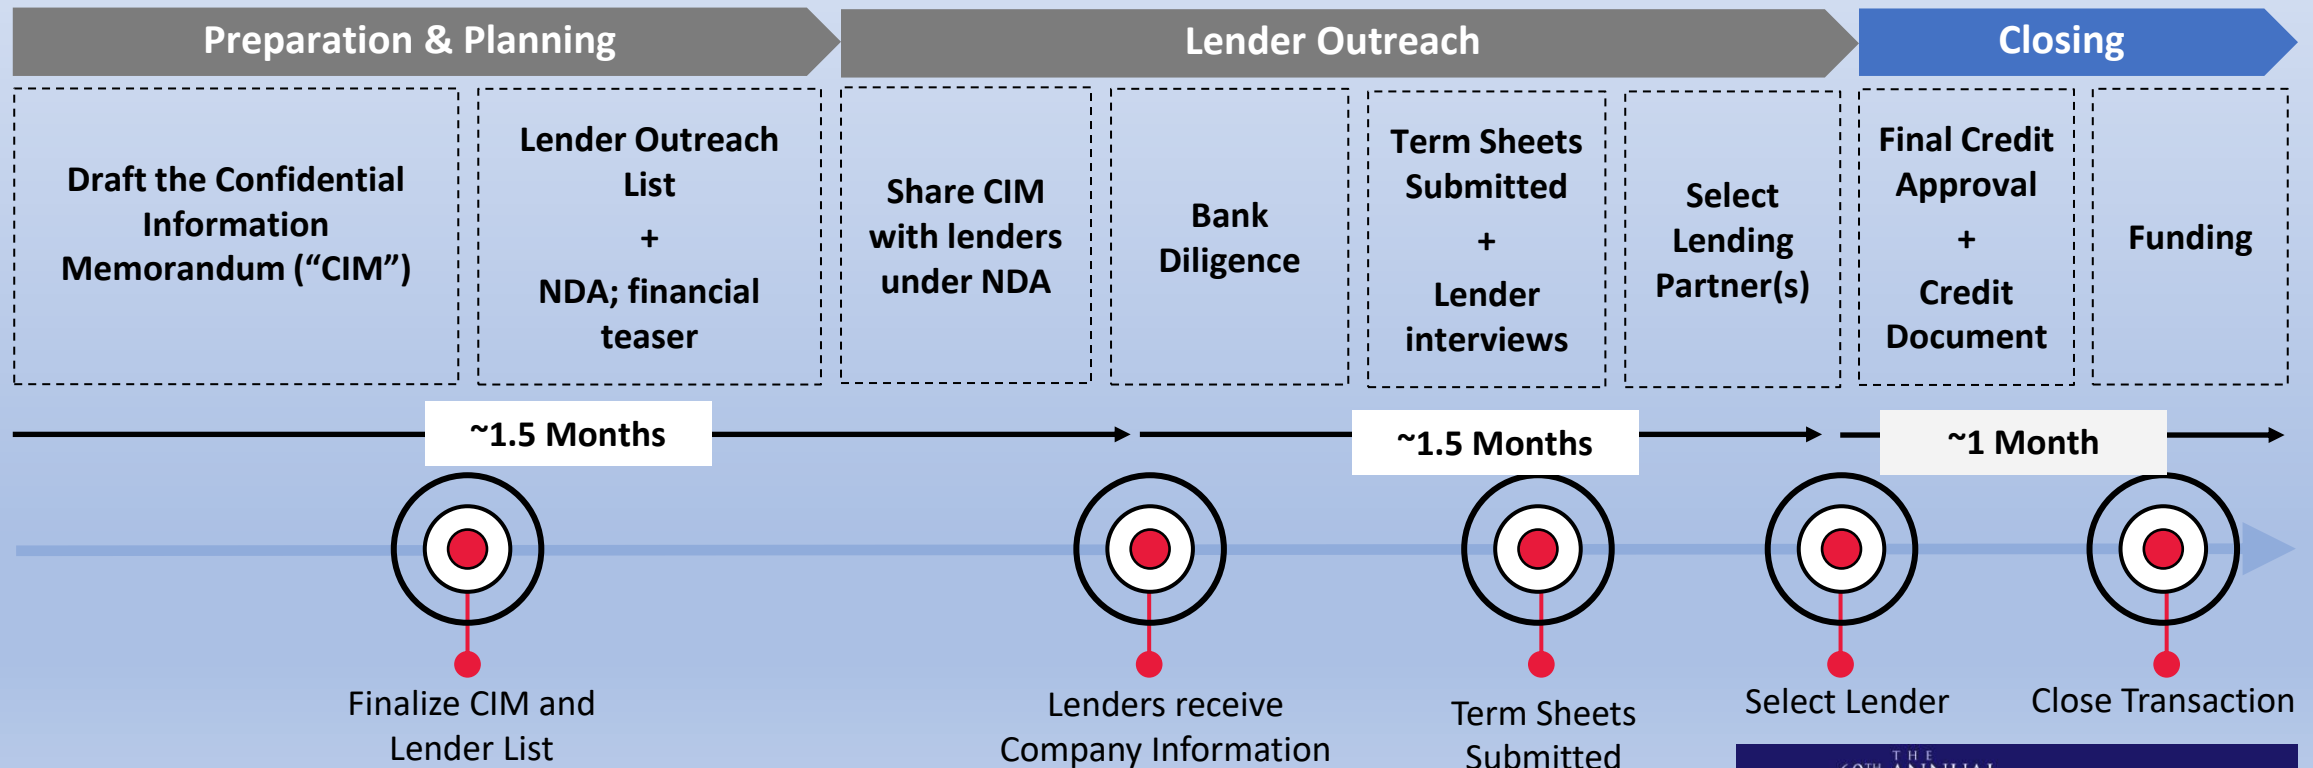 Preparation & Planning
Lender Outreach
Closing
Draft the Confidential
Information
Memorandum (“CIM”)
Lender Outreach
List
+
NDA; financial
teaser
Share CIM
with lenders
under NDA
Bank
Diligence
Term Sheets
Submitted
+
Lender
interviews
Select
Lending
Partner(s)
Final Credit
Approval
+
Credit
Document
Funding
~1.5 Months
~1.5 Months
~1 Month
Finalize CIM and
Lender List
Lenders receive
Company Information
Term Sheets
Submitted
Select Lender
Close Transaction
THE
ANNUAL